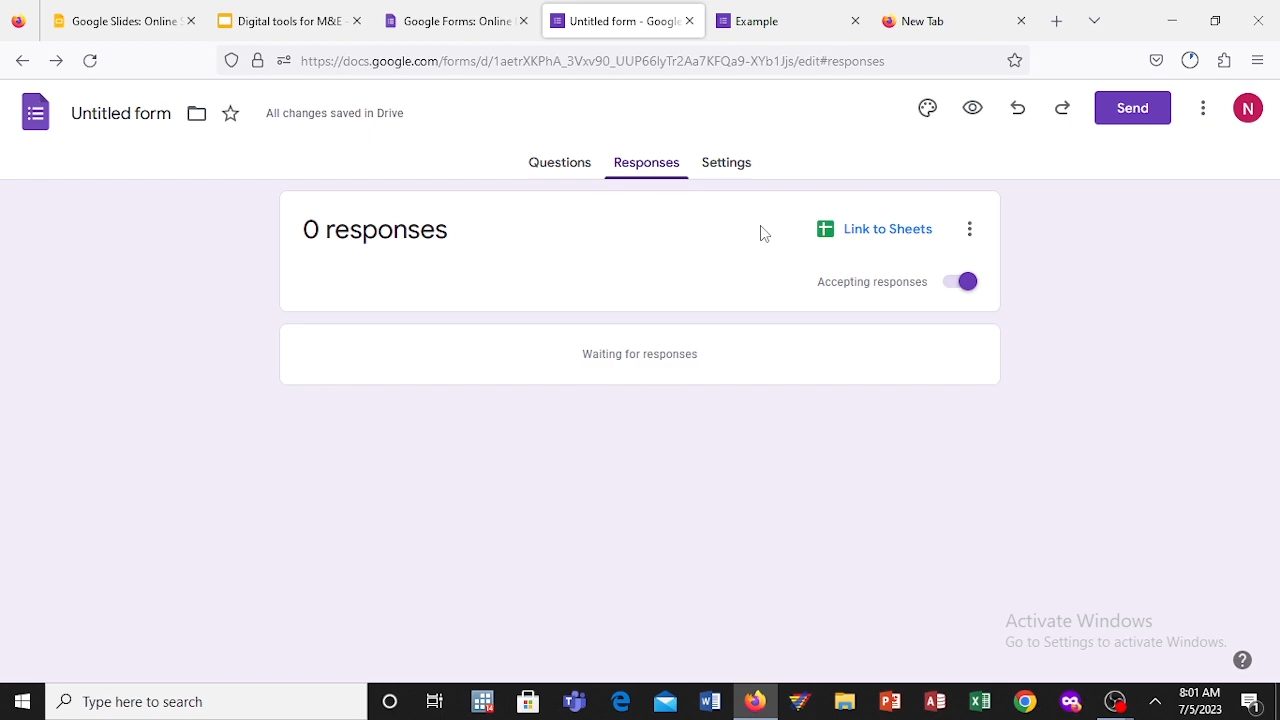 Google Slides: Online S
Digital tools for M&E -
Google Forms: Online
Untitled form - Google
Example
New Tab
https://docs.google.com/forms/d/1aetrXKPhA_3Vxv90_UUP66lyTr2Aa7KFQa9-XYb1Jjs/edit#responses
Untitled form
All changes saved in Drive
Send
N
Questions
Responses
Settings
0 responses
Link to Sheets
Accepting responses
Waiting for responses
Activate Windows
Go to Settings to activate Windows.
Type here to search
8:01 AM
7/5/2023